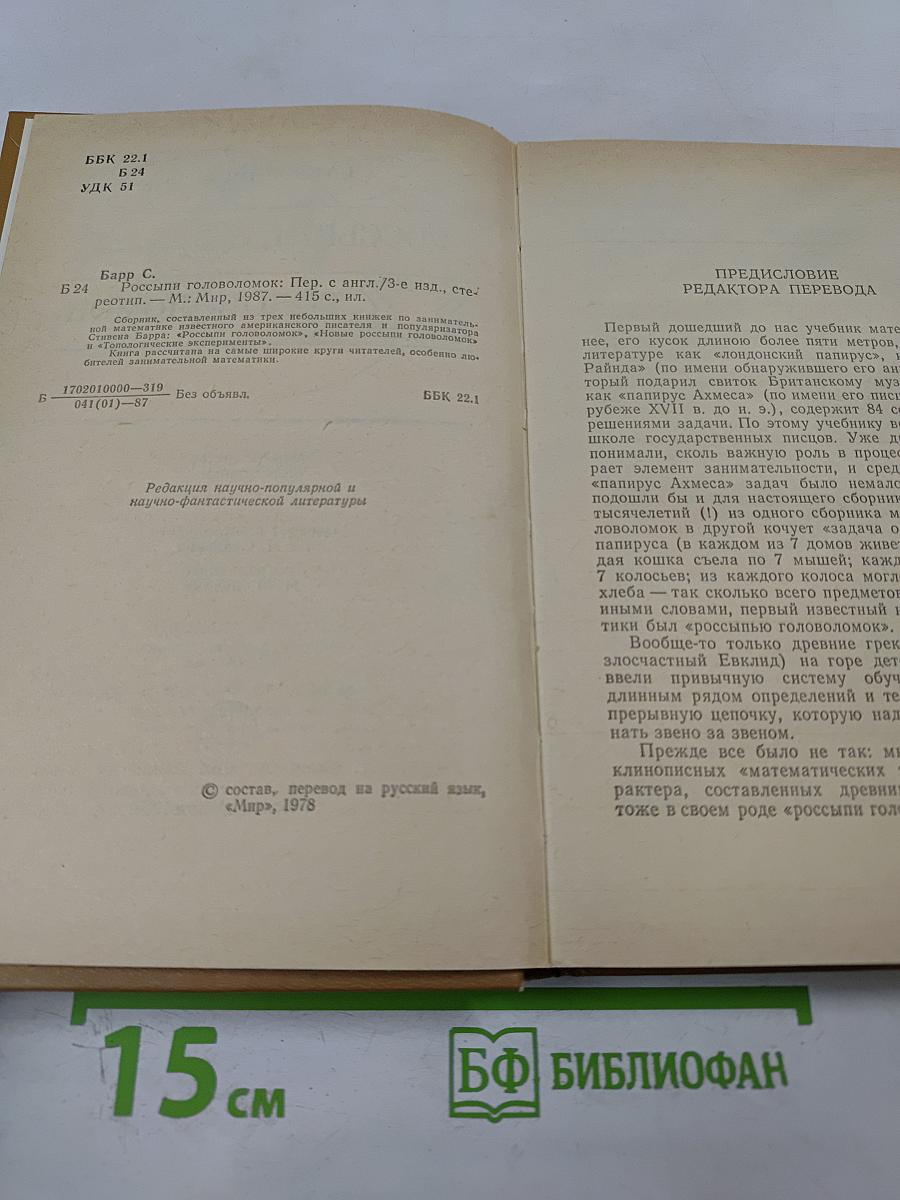 ББК 22.1
Б 24
УДК 51
Барр С.
Б 24 Россыпи головоломок: Пер. с англ./3-е изд., сте-
реотип. — М.: Мир, 1987. — 415 с., ил.
Сборник, составленный из трех небольших книжек по заниматель-
ной математике известного американского писателя и популяризатора
Стивена Барра: «Россыпи головоломок», «Новые россыпи головоломок»
и «Топологические эксперименты».
Книга рассчитана на самые широкие круги читателей, особенно лю-
бителей занимательной математики.
Б 1702010000—319
041(01)—87 Без объявл. ББК 22.1
Редакция научно-популярной и
научно-фантастической литературы
© состав, перевод на русский язык,
«Мир», 1978
ПРЕДИСЛОВИЕ
РЕДАКТОРА ПЕРЕВОДА
Первый дошедший до нас учебник мате
нее, его кусок длиною более пяти метров,
литературе как «лондонский папирус»,
Райнда» (по имени обнаружившего его анг
торый подарил свиток Британскому муз
как «папирус Ахмеса» (по имени его писц
рубеже XVII в. до н. э.), содержит 84 с
решениями задачи. По этому учебнику в
школе государственных писцов. Уже д
понимали, сколь важную роль в процес
рает элемент занимательности, и сред
«папирус Ахмеса» задач было немало
подошли бы и для настоящего сборник
тысячелетий (!) из одного сборника м
ловоломок в другой кочует «задача о
папируса (в каждом из 7 домов живет
дая кошка съела по 7 мышей; кажд
7 колосьев; из каждого колоса могл
хлеба — так сколько всего предметов
иными словами, первый известный
тики был «россыпью головоломок».
Вообще-то только древние грек
злосчастный Евклид) на горе дет
ввели привычную систему обуч
длинным рядом определений и те
прерывную цепочку, которую над
нать звено за звеном.
Прежде все было не так: мн
клинописных «математических
рактера, составленных древни
тоже в своем роде «россыпи голо
15 см
БФ БИБЛИОФАН